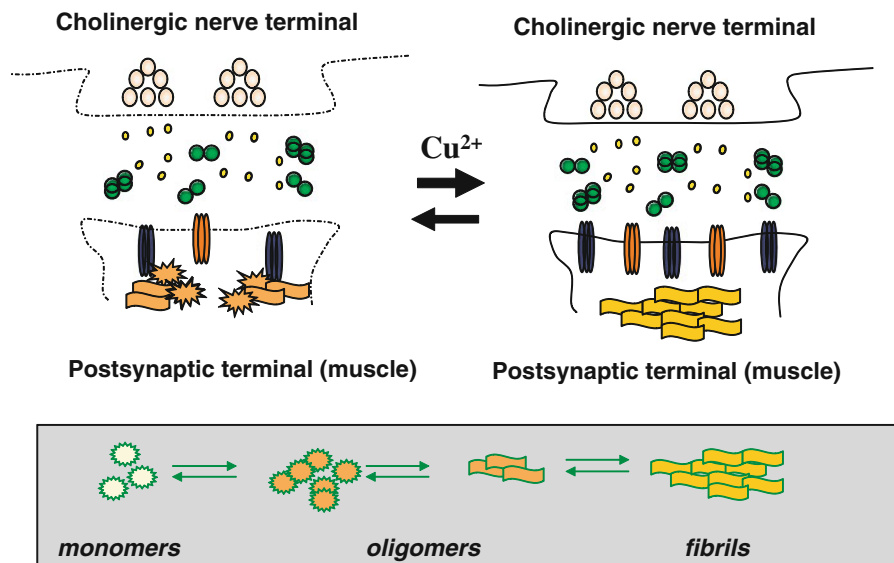 Cholinergic nerve terminal
Cholinergic nerve terminal
Cu²⁺
Postsynaptic terminal (muscle)
Postsynaptic terminal (muscle)
monomers oligomers fibrils